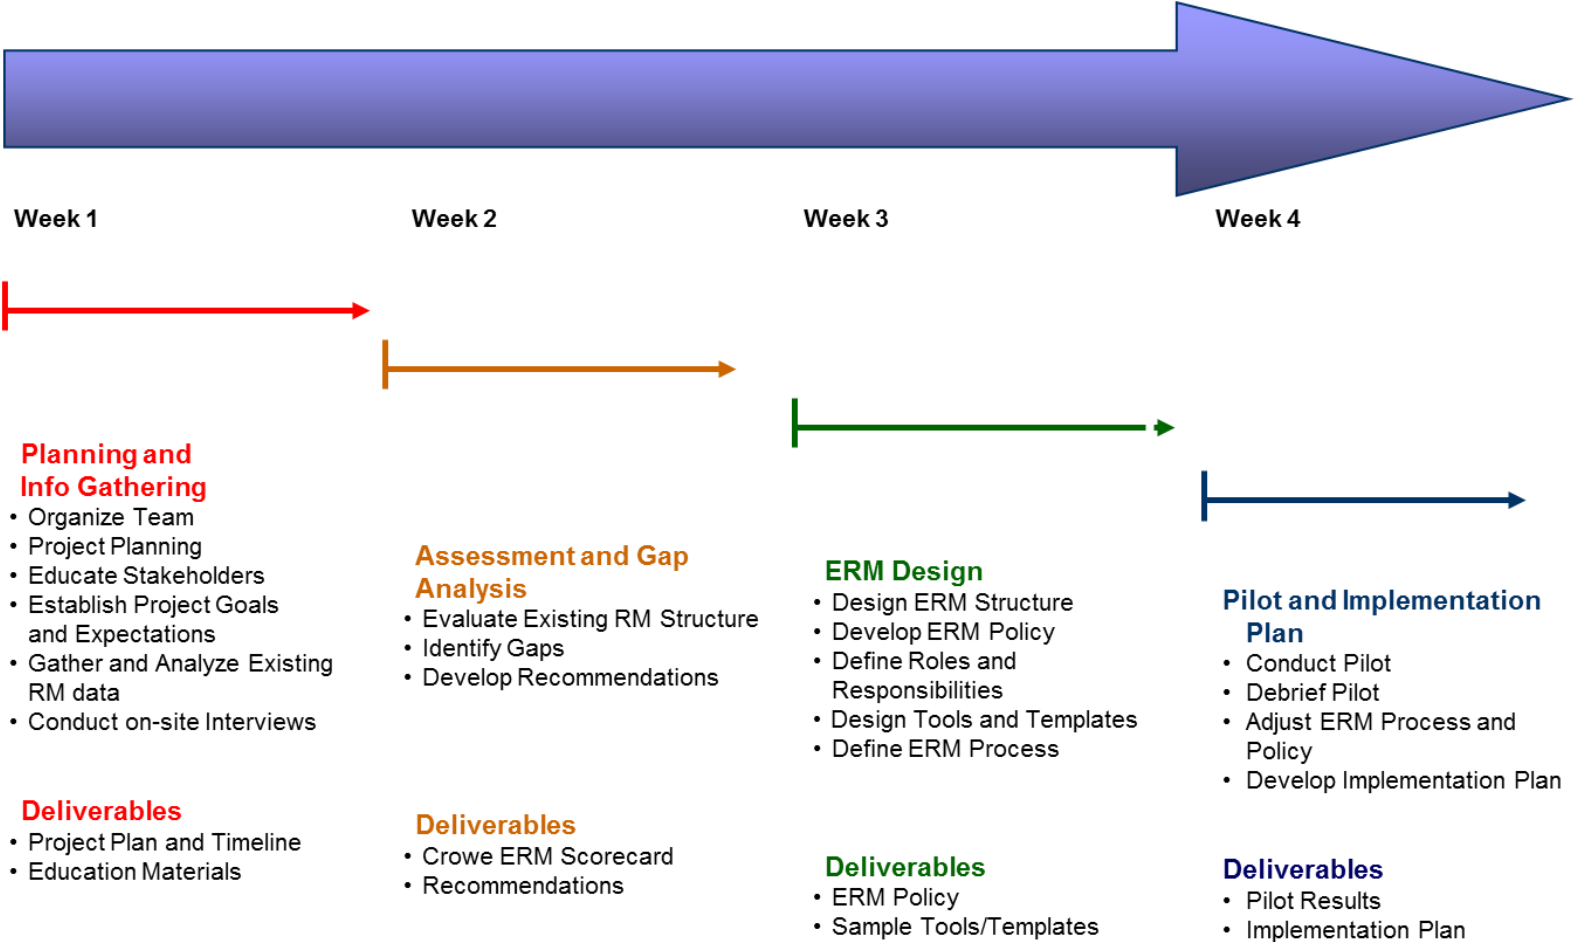 Week 1
Week 2
Week 3
Week 4
Planning and
Info Gathering
• Organize Team
• Project Planning
• Educate Stakeholders
• Establish Project Goals
and Expectations
• Gather and Analyze Existing
RM data
• Conduct on-site Interviews
Deliverables
• Project Plan and Timeline
• Education Materials
Assessment and Gap
Analysis
• Evaluate Existing RM Structure
• Identify Gaps
• Develop Recommendations
Deliverables
• Crowe ERM Scorecard
• Recommendations
ERM Design
• Design ERM Structure
• Develop ERM Policy
• Define Roles and
Responsibilities
• Design Tools and Templates
• Define ERM Process
Deliverables
• ERM Policy
• Sample Tools/Templates
Pilot and Implementation
Plan
• Conduct Pilot
• Debrief Pilot
• Adjust ERM Process and
Policy
• Develop Implementation Plan
Deliverables
• Pilot Results
• Implementation Plan